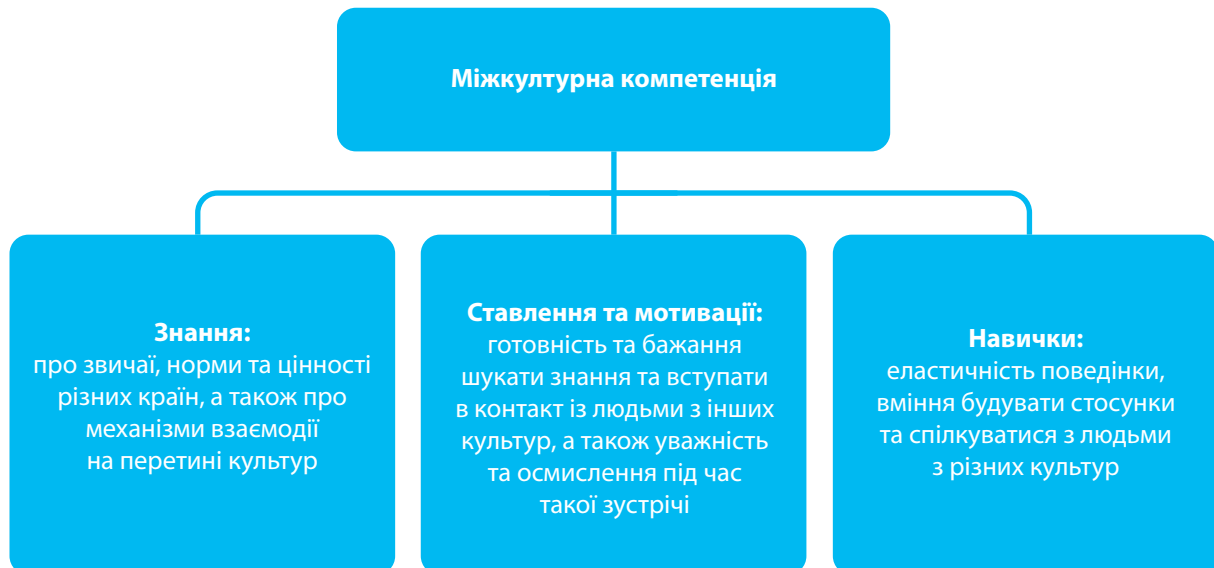 Міжкультурна компетенція
Знання:
про звичаї, норми та цінності
різних країн, а також про
механізми взаємодії
на перетині культур
Ставлення та мотивації:
готовність та бажання
шукати знання та вступати
в контакт із людьми з інших
культур, а також уважність
та осмислення під час
такої зустрічі
Навички:
еластичність поведінки,
вміння будувати стосунки
та спілкуватися з людьми
з різних культур